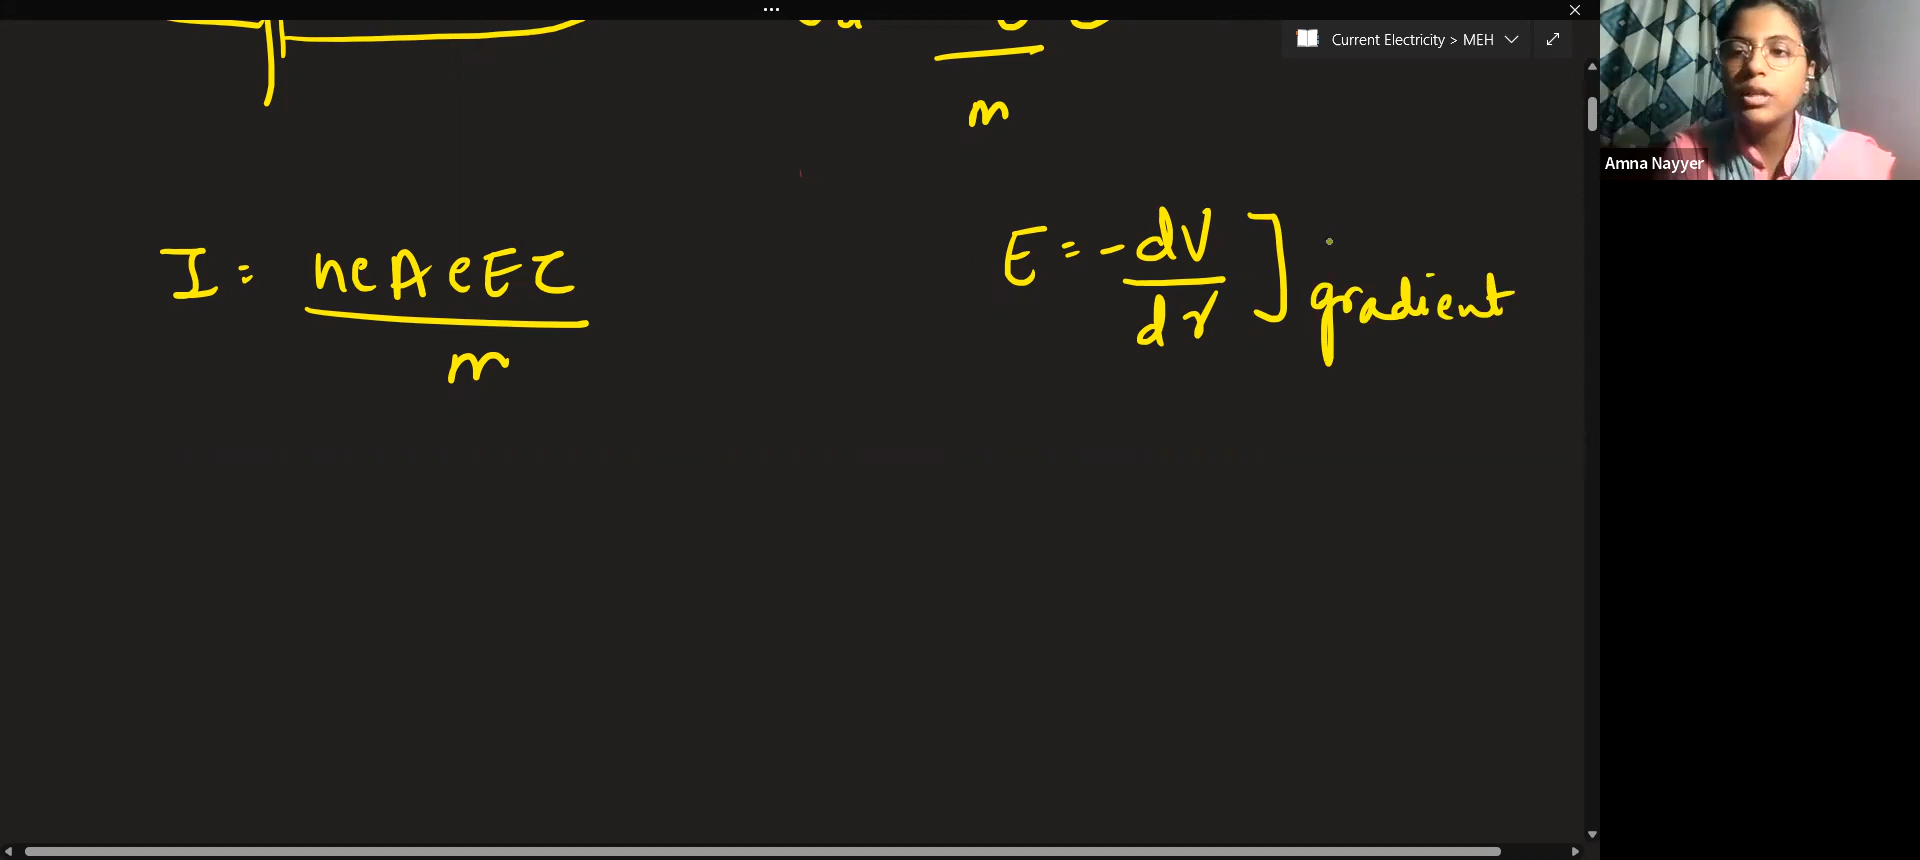 Current Electricity > MEH
m
Amna Nayyer
I = neAeEτ
m
E = -dV
dr
] gradient